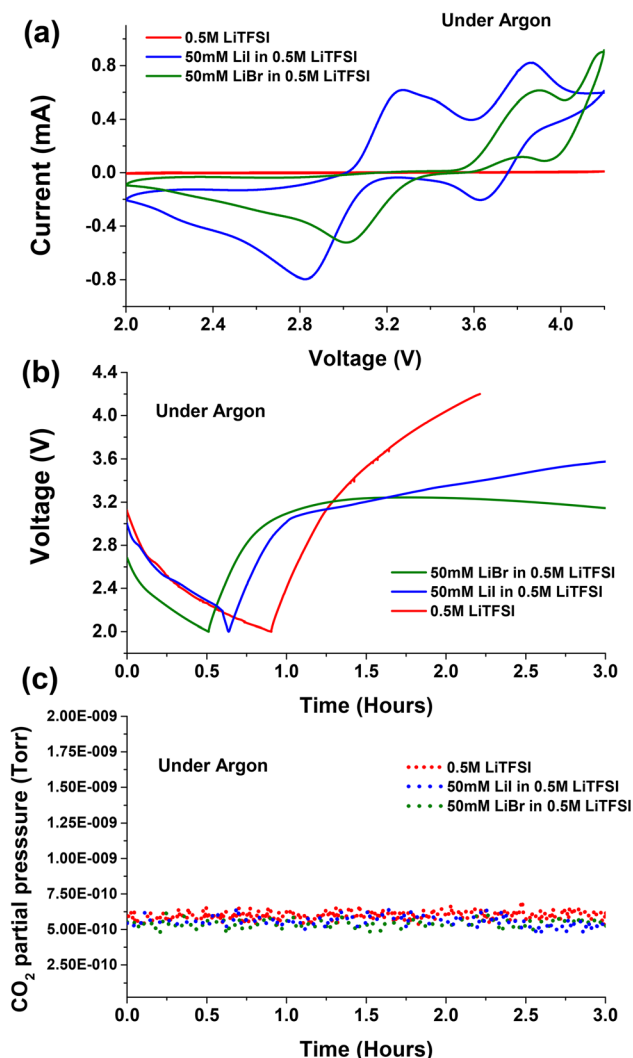 (a)
Under Argon
0.5M LiTFSI
50mM LiI in 0.5M LiTFSI
50mM LiBr in 0.5M LiTFSI
Current (mA)
0.8
0.4
0.0
-0.4
-0.8
2.0 2.4 2.8 3.2 3.6 4.0
Voltage (V)
(b)
Under Argon
Voltage (V)
4.4
4.0
3.6
3.2
2.8
2.4
2.0
50mM LiBr in 0.5M LiTFSI
50mM LiI in 0.5M LiTFSI
0.5M LiTFSI
0.0 0.5 1.0 1.5 2.0 2.5 3.0
Time (Hours)
(c)
Under Argon
CO2 partial presssure (Torr)
2.00E-009
1.75E-009
1.50E-009
1.25E-009
1.00E-009
7.50E-010
5.00E-010
2.50E-010
0.5M LiTFSI
50mM LiI in 0.5M LiTFSI
50mM LiBr in 0.5M LiTFSI
0.0 0.5 1.0 1.5 2.0 2.5 3.0
Time (Hours)